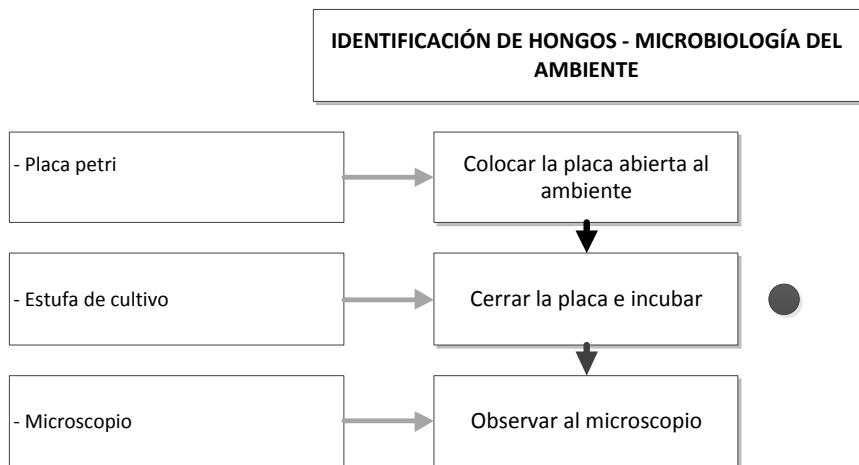 IDENTIFICACIÓN DE HONGOS - MICROBIOLOGÍA DEL
AMBIENTE
- Placa petri
Colocar la placa abierta al
ambiente
- Estufa de cultivo
Cerrar la placa e incubar
- Microscopio
Observar al microscopio